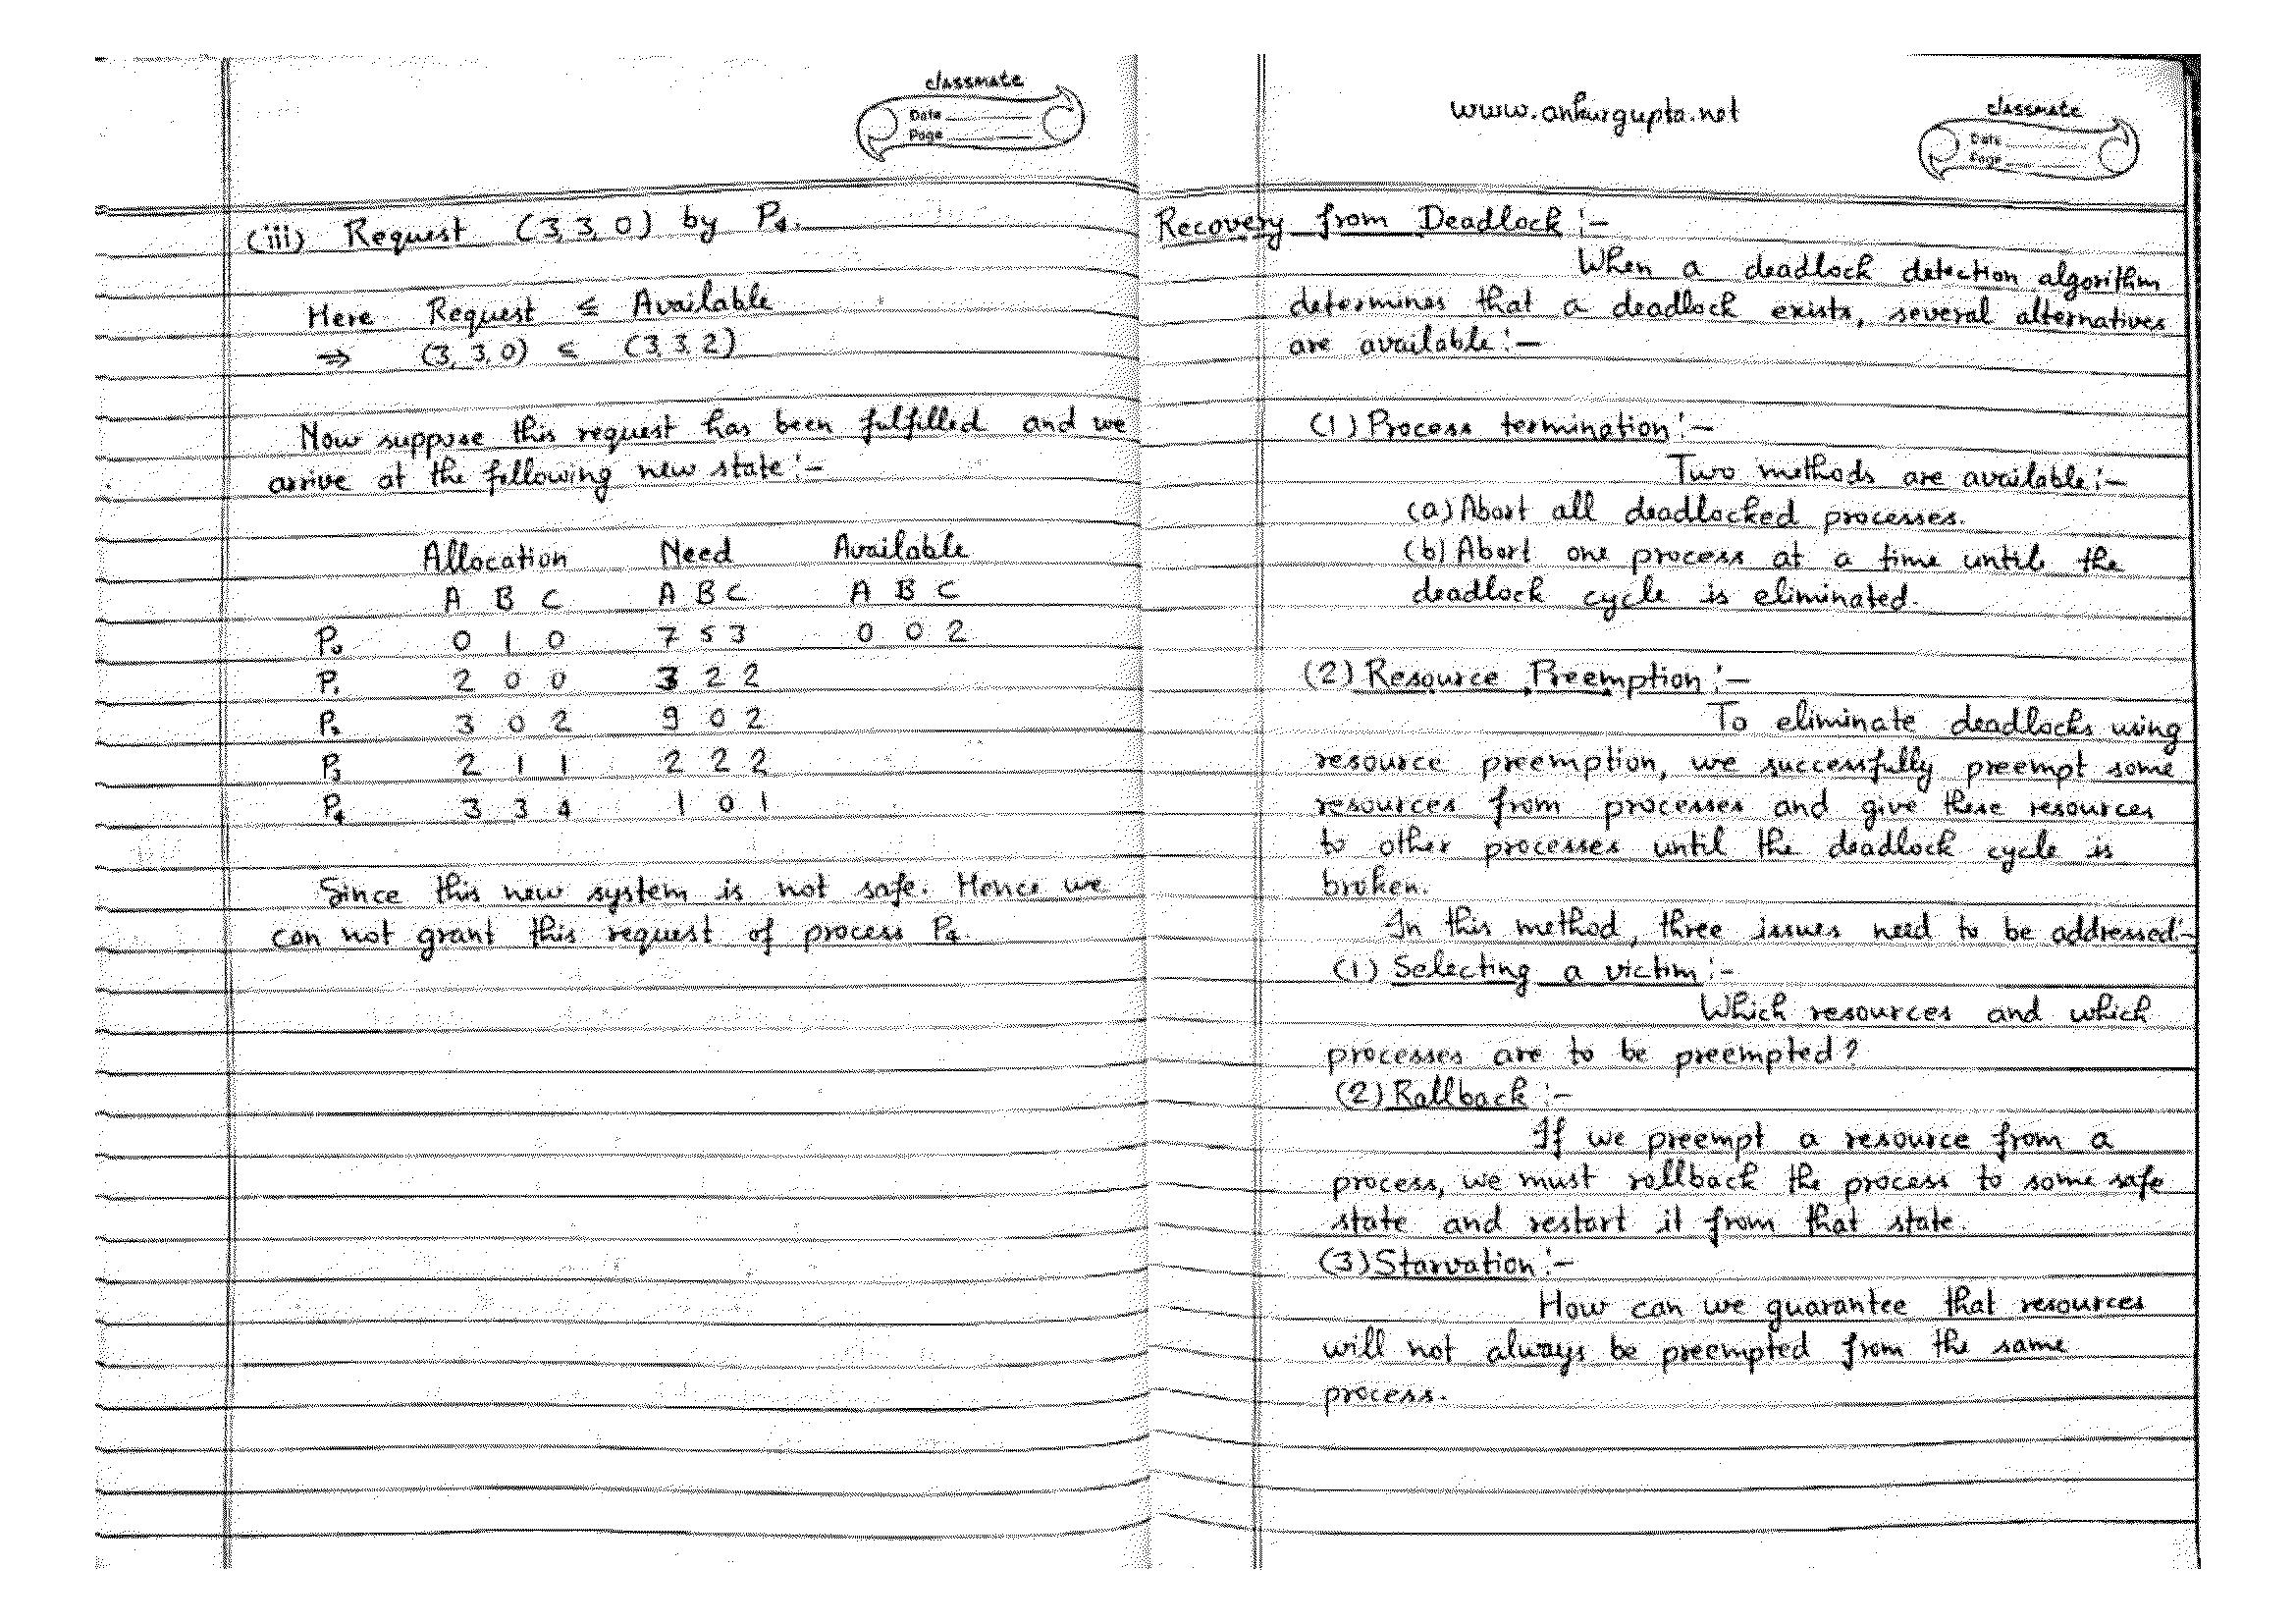 classmate
Date
Page
(iii) Request (3,3,0) by P4.
Here Request ≤ Available
⇒ (3,3,0) ≤ (3,3,2)
Now suppose this request has been fulfilled and we
arrive at the following new state:-
Allocation Need Available
A B C A B C A B C
P0 0 1 0 7 5 3 0 0 2
P1 2 0 0 3 2 2
P2 3 0 2 9 0 2
P3 2 1 1 2 2 2
P4 3 3 4 1 0 1
Since this new system is not safe. Hence we
can not grant this request of process P4.
www.ankurgupta.net
classmate
Date
Page
Recovery from Deadlock :-
When a deadlock detection algorithm
determines that a deadlock exists, several alternatives
are available:-
(1) Process termination:-
Two methods are available:-
(a) Abort all deadlocked processes.
(b) Abort one process at a time until the
deadlock cycle is eliminated.
(2) Resource Preemption:-
To eliminate deadlocks using
resource preemption, we successfully preempt some
resources from processes and give these resources
to other processes until the deadlock cycle is
broken.
In this method, three issues need to be addressed:-
(1) Selecting a victim:-
Which resources and which
processes are to be preempted?
(2) Rollback :-
If we preempt a resource from a
process, we must rollback the process to some safe
state and restart it from that state.
(3) Starvation:-
How can we guarantee that resources
will not always be preempted from the same
process.